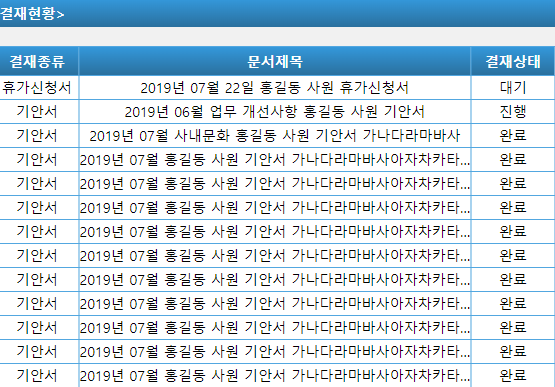 결재현황>
결재종류 문서제목 결재상태
휴가신청서 2019년 07월 22일 홍길동 사원 휴가신청서 대기
기안서 2019년 06월 업무 개선사항 홍길동 사원 기안서 진행
기안서 2019년 07월 사내문화 홍길동 사원 기안서 가나다라마바사 완료
기안서 2019년 07월 홍길동 사원 기안서 가나다라마바사아자차카타... 완료
기안서 2019년 07월 홍길동 사원 기안서 가나다라마바사아자차카타... 완료
기안서 2019년 07월 홍길동 사원 기안서 가나다라마바사아자차카타... 완료
기안서 2019년 07월 홍길동 사원 기안서 가나다라마바사아자차카타... 완료
기안서 2019년 07월 홍길동 사원 기안서 가나다라마바사아자차카타... 완료
기안서 2019년 07월 홍길동 사원 기안서 가나다라마바사아자차카타... 완료
기안서 2019년 07월 홍길동 사원 기안서 가나다라마바사아자차카타... 완료
기안서 2019년 07월 홍길동 사원 기안서 가나다라마바사아자차카타... 완료
기안서 2019년 07월 홍길동 사원 기안서 가나다라마바사아자차카타... 완료
기안서 2019년 07월 홍길동 사원 기안서 가나다라마바사아자차카타... 완료